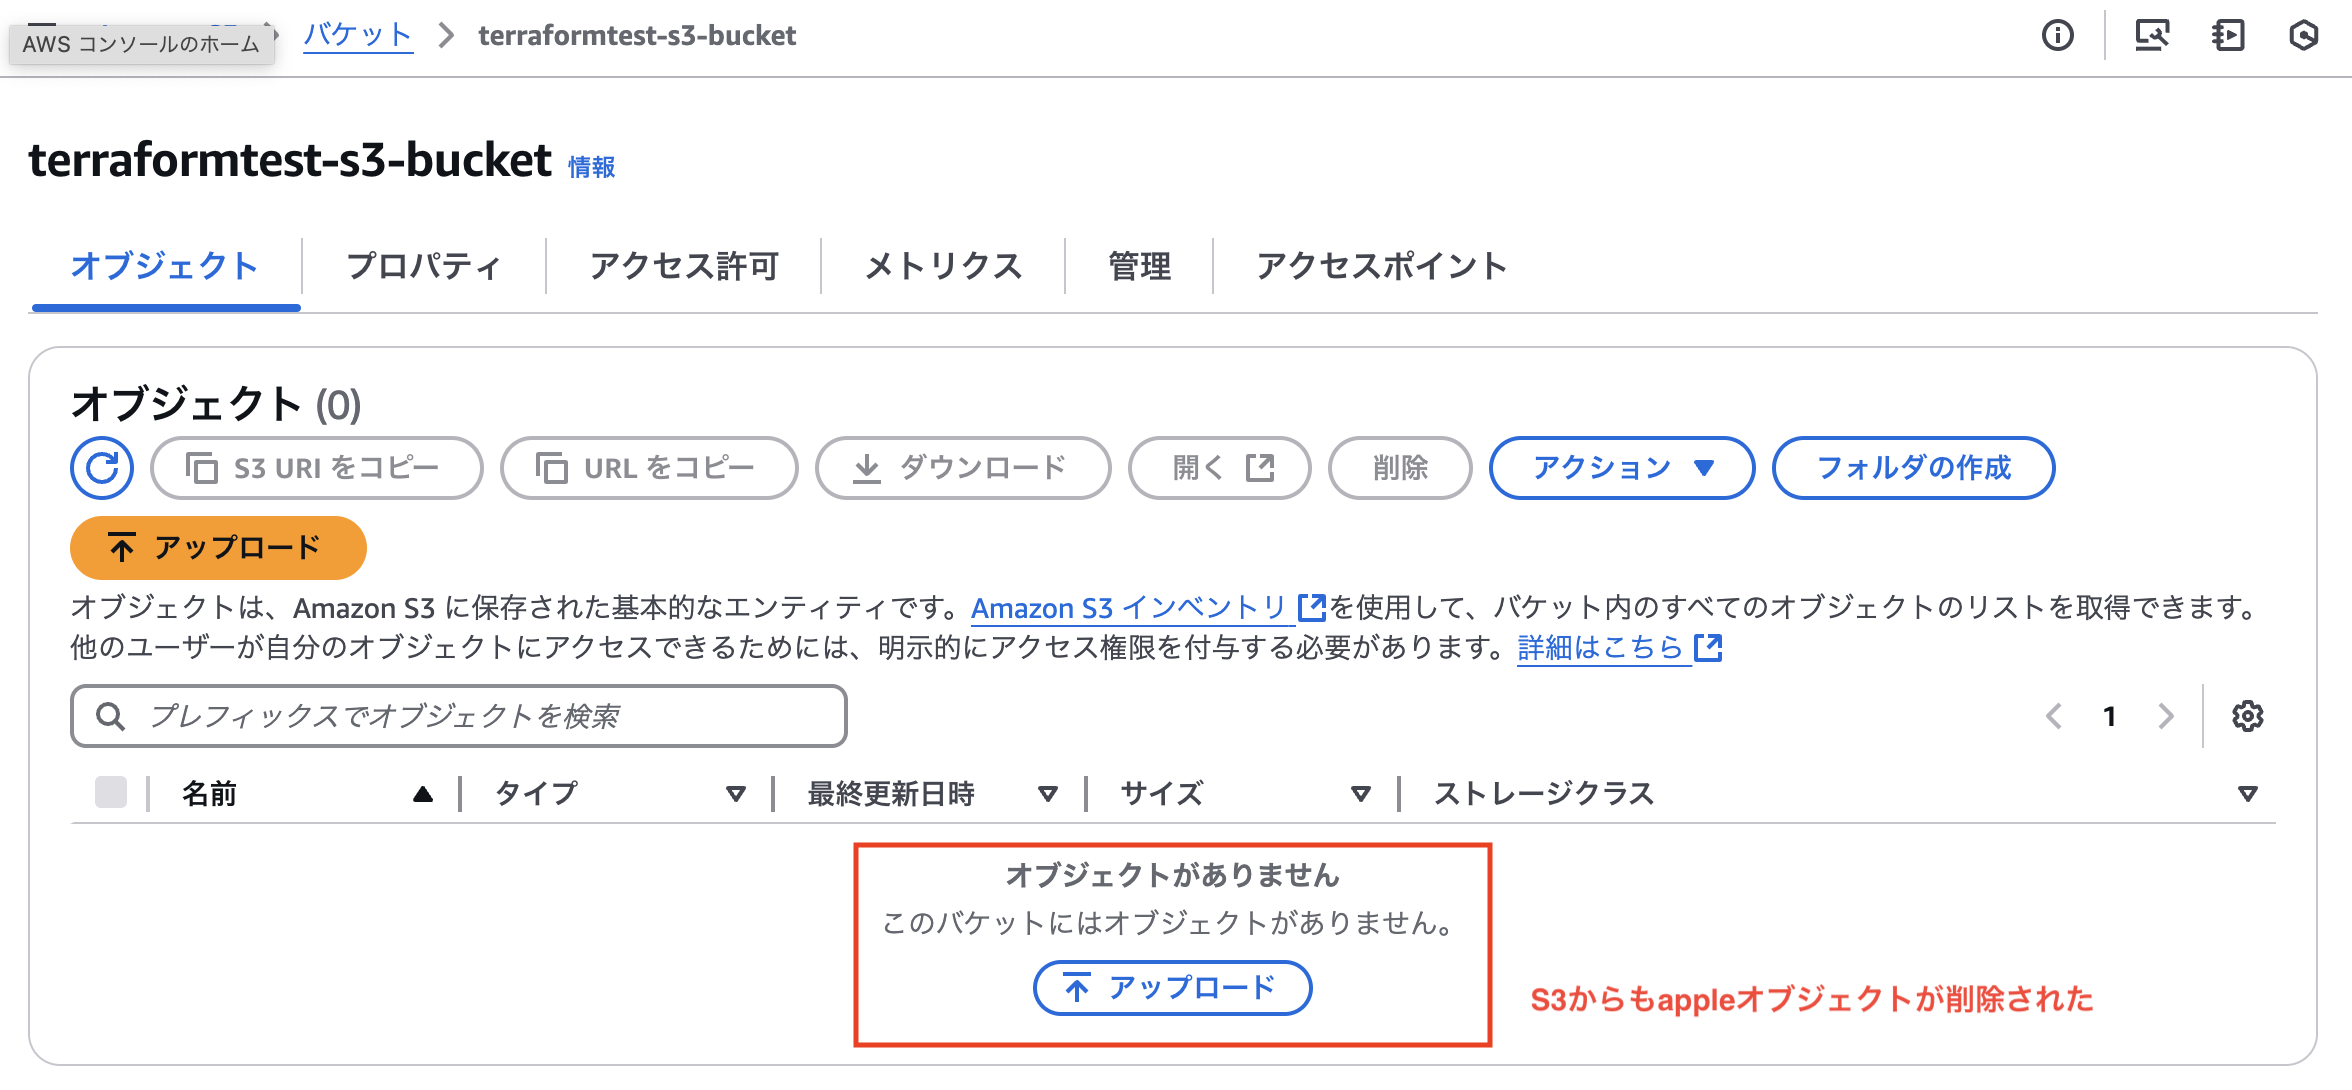 AWS コンソールのホーム
バケット
terraformtest-s3-bucket
terraformtest-s3-bucket 情報
オブジェクト プロパティ アクセス許可 メトリクス 管理 アクセスポイント
オブジェクト (0)
S3 URI をコピー URL をコピー ダウンロード 開く 削除 アクション フォルダの作成
アップロード
オブジェクトは、Amazon S3 に保存された基本的なエンティティです。Amazon S3 インベントリ を使用して、バケット内のすべてのオブジェクトのリストを取得できます。
他のユーザーが自分のオブジェクトにアクセスできるためには、明示的にアクセス権限を付与する必要があります。詳細はこちら
プレフィックスでオブジェクトを検索
1
名前 タイプ 最終更新日時 サイズ ストレージクラス
オブジェクトがありません
このバケットにはオブジェクトがありません。
アップロード
S3からもappleオブジェクトが削除された